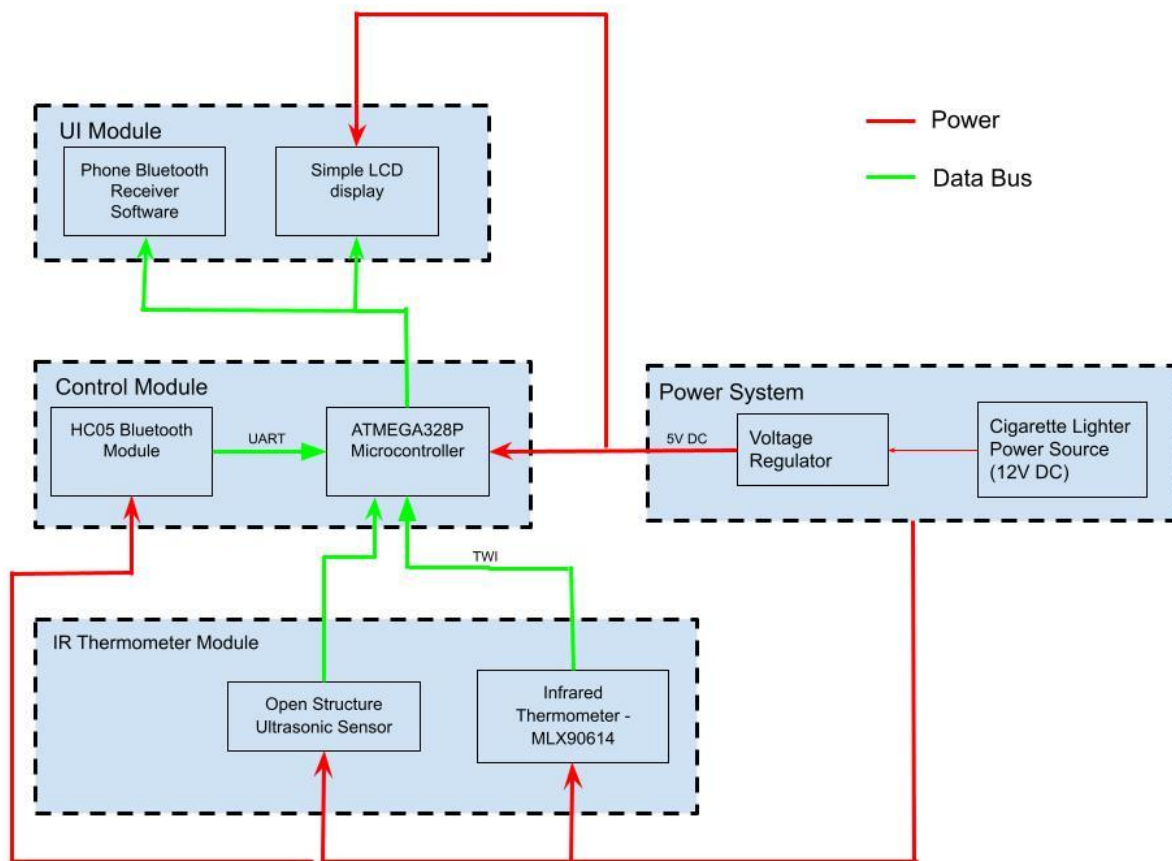 UI Module
Phone Bluetooth
Receiver
Software
Simple LCD
display
Power
Data Bus
Control Module
HC05 Bluetooth
Module
UART
ATMEGA328P
Microcontroller
Power System
5V DC
Voltage
Regulator
Cigarette Lighter
Power Source
(12V DC)
TWI
IR Thermometer Module
Open Structure
Ultrasonic Sensor
Infrared
Thermometer -
MLX90614